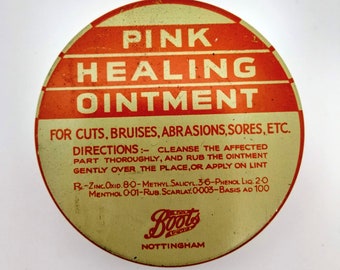 PINK
HEALING
OINTMENT
FOR CUTS, BRUISES, ABRASIONS, SORES, ETC.
DIRECTIONS:- CLEANSE THE AFFECTED
PART THOROUGHLY, AND RUB THE OINTMENT
GENTLY OVER THE PLACE, OR APPLY ON LINT
℞-ZINC.OXID. 8·0-METHYL.SALICYL. 3·6-PHENOL LIQ. 2·0
MENTHOL 0·01-RUB. SCARLAT. 0·003-BASIS AD 100
Boots
NOTTINGHAM